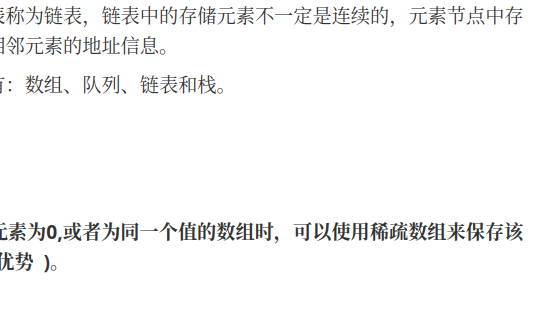 表称为链表，链表中的存储元素不一定是连续的，元素节点中存
相邻元素的地址信息。
有：数组、队列、链表和栈。
元素为0,或者为同一个值的数组时，可以使用稀疏数组来保存该
优势 )。